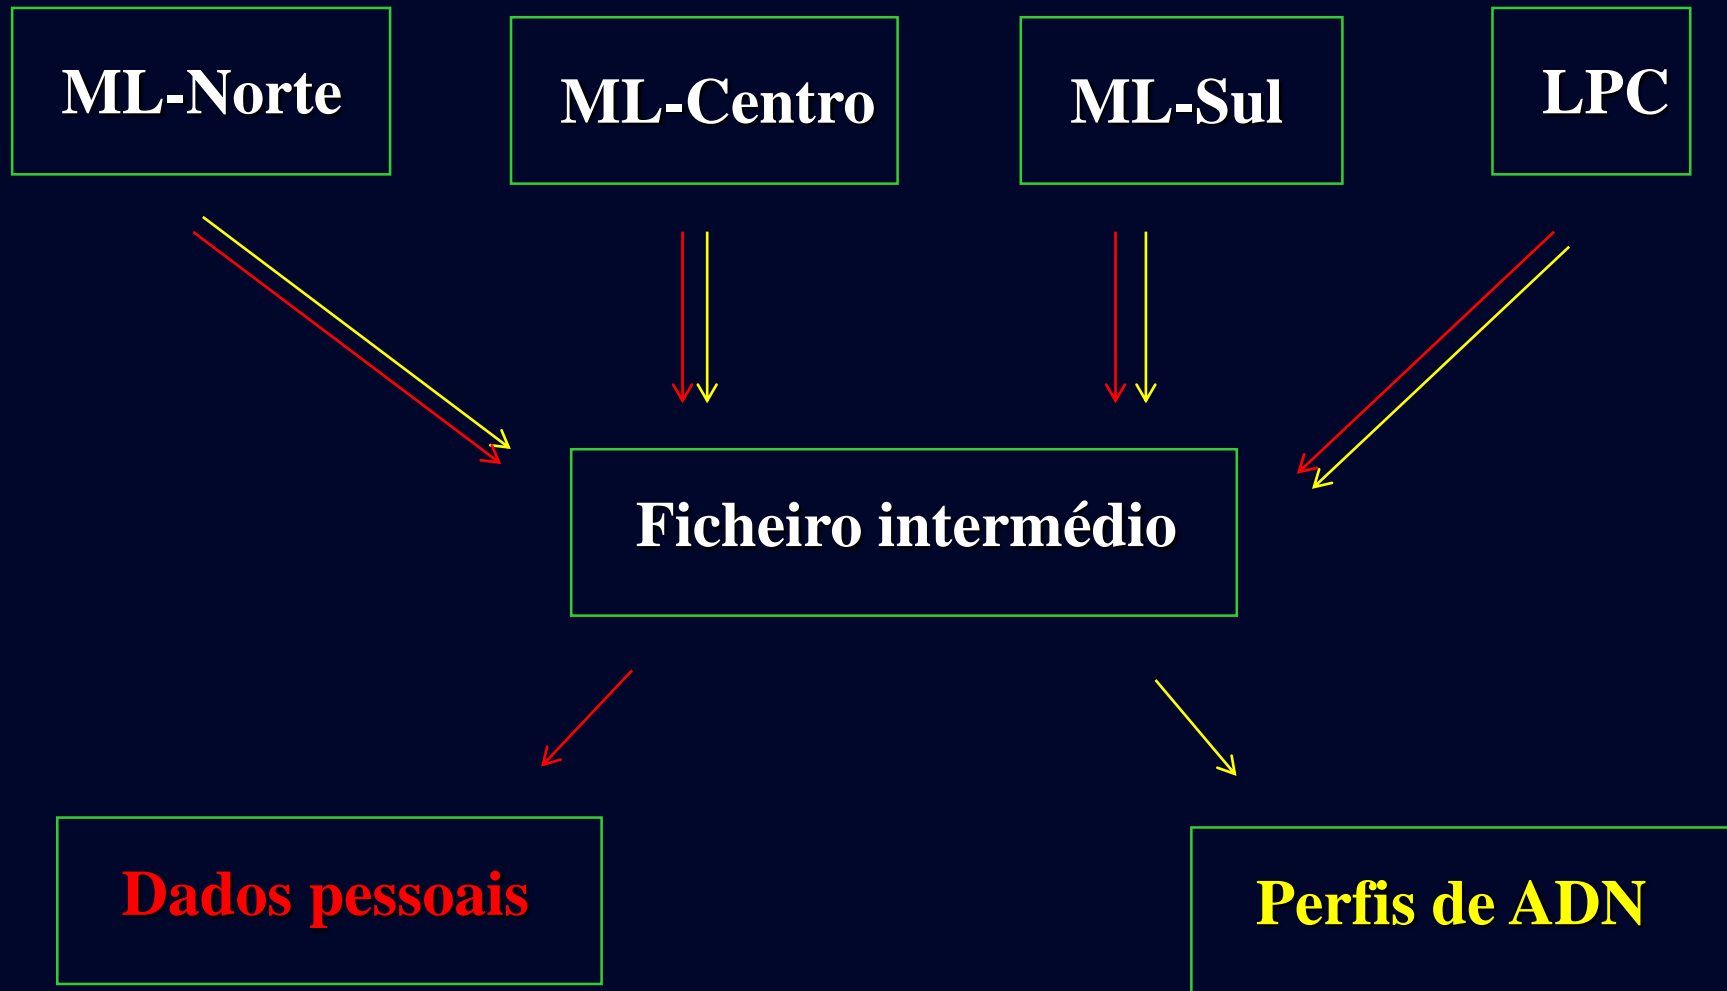 ML-Norte
ML-Centro
ML-Sul
LPC
Ficheiro intermédio
Dados pessoais
Perfis de ADN